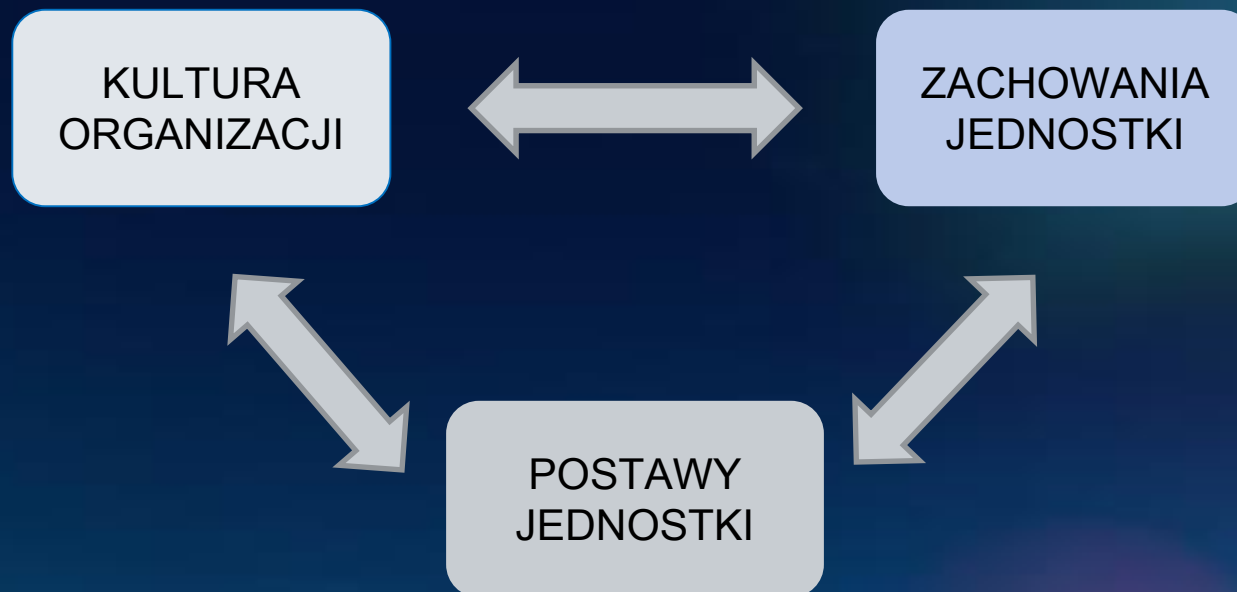 KULTURA
ORGANIZACJI
ZACHOWANIA
JEDNOSTKI
POSTAWY
JEDNOSTKI